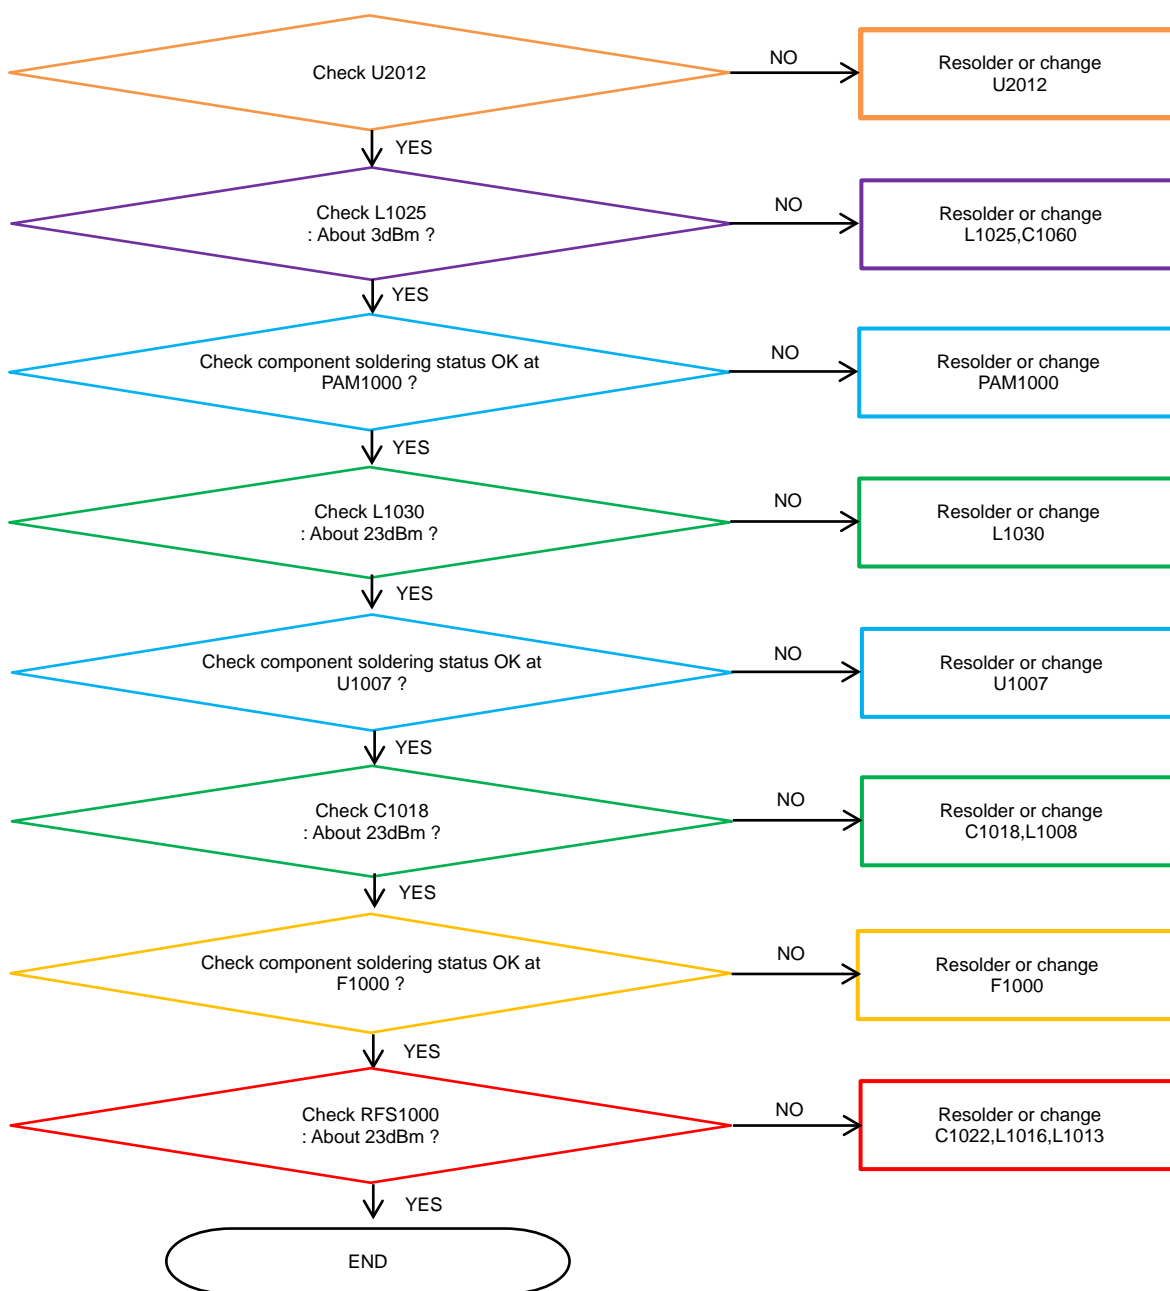 Check U2012
NO
Resolder or change
U2012
YES
Check L1025
: About 3dBm ?
NO
Resolder or change
L1025,C1060
YES
Check component soldering status OK at
PAM1000 ?
NO
Resolder or change
PAM1000
YES
Check L1030
: About 23dBm ?
NO
Resolder or change
L1030
YES
Check component soldering status OK at
U1007 ?
NO
Resolder or change
U1007
YES
Check C1018
: About 23dBm ?
NO
Resolder or change
C1018,L1008
YES
Check component soldering status OK at
F1000 ?
NO
Resolder or change
F1000
YES
Check RFS1000
: About 23dBm ?
NO
Resolder or change
C1022,L1016,L1013
YES
END